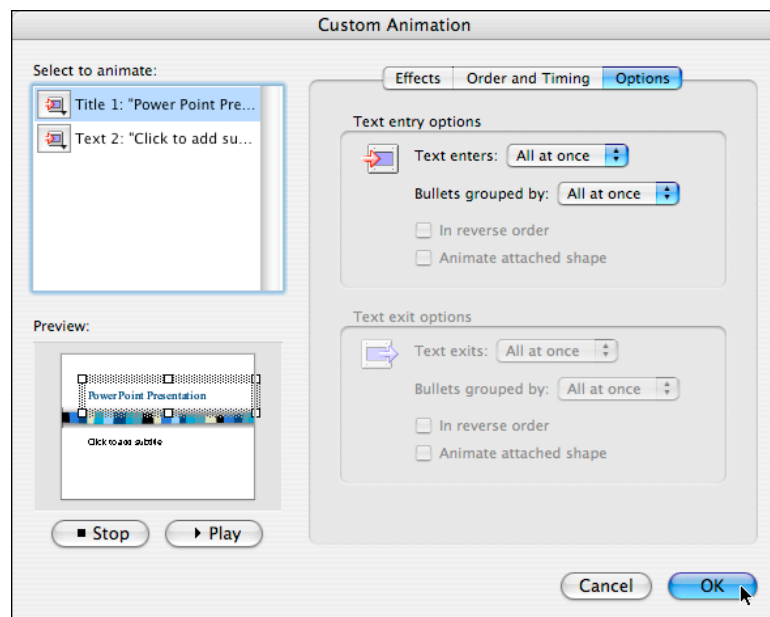 Custom Animation
Select to animate:
Title 1: "Power Point Pre...
Text 2: "Click to add su...
Preview:
PowerPoint Presentation
Click to add subtitle
Stop
Play
Effects
Order and Timing
Options
Text entry options
Text enters: All at once
Bullets grouped by: All at once
In reverse order
Animate attached shape
Text exit options
Text exits: All at once
Bullets grouped by: All at once
In reverse order
Animate attached shape
Cancel
OK